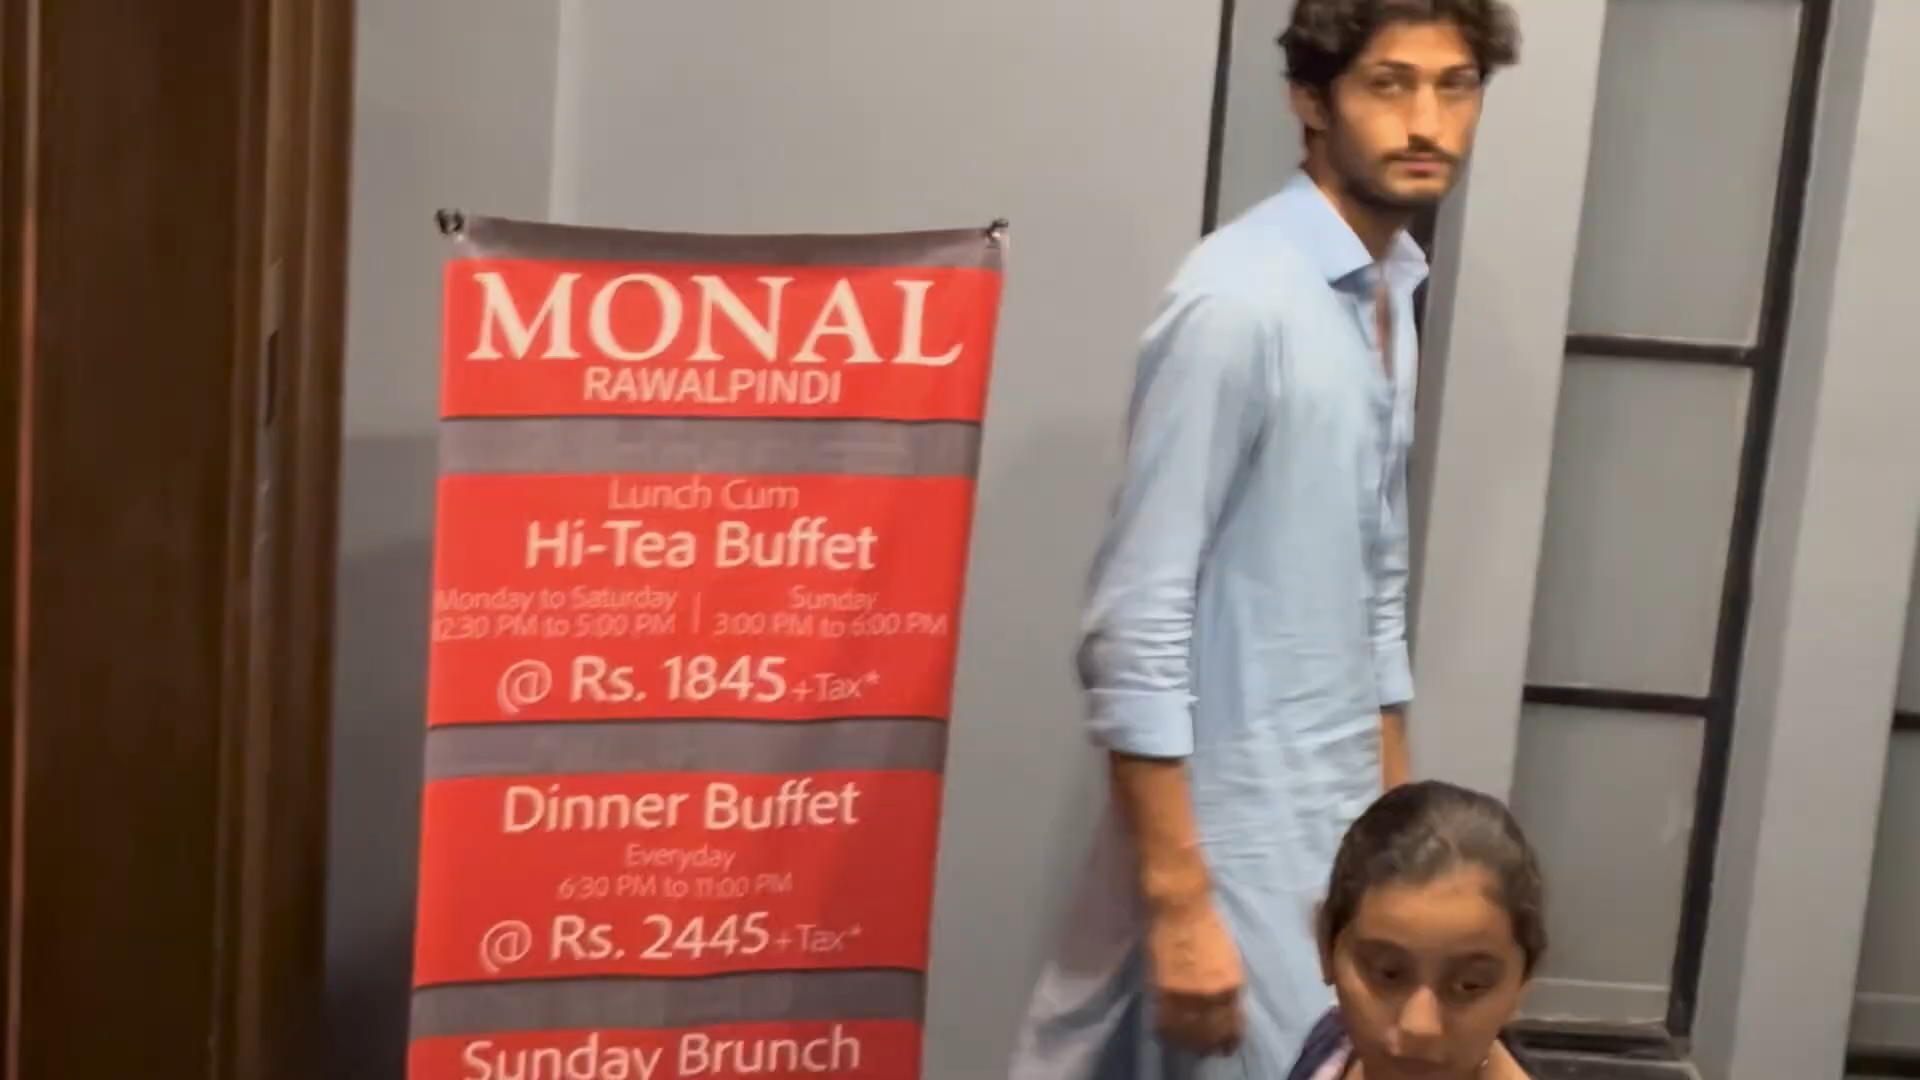 MONAL
RAWALPINDI
Lunch Cum
Hi-Tea Buffet
Monday to Saturday | Sunday
12:30 PM to 5:00 PM | 3:00 PM to 6:00 PM
@ Rs. 1845 +Tax*
Dinner Buffet
Everyday
6:30 PM to 11:00 PM
@ Rs. 2445 +Tax*
Sunday Brunch